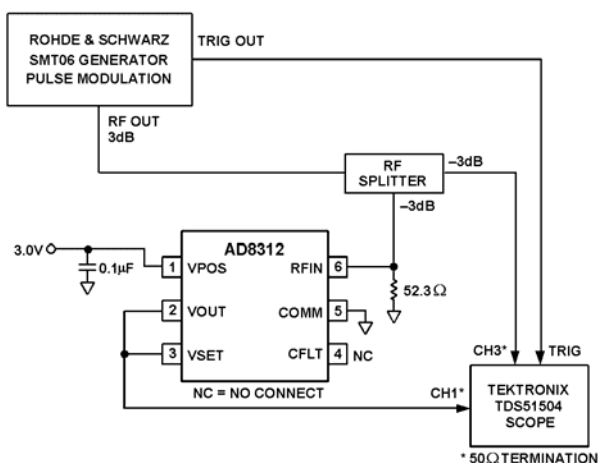 ROHDE & SCHWARZ
SMT06 GENERATOR
PULSE MODULATION
TRIG OUT
RF OUT
3dB
RF
SPLITTER
–3dB
–3dB
3.0V
0.1µF
AD8312
1 VPOS
RFIN 6
52.3Ω
2 VOUT
COMM 5
3 VSET
CFLT 4 NC
NC = NO CONNECT
CH3*
TRIG
CH1*
TEKTRONIX
TDS51504
SCOPE
* 50Ω TERMINATION